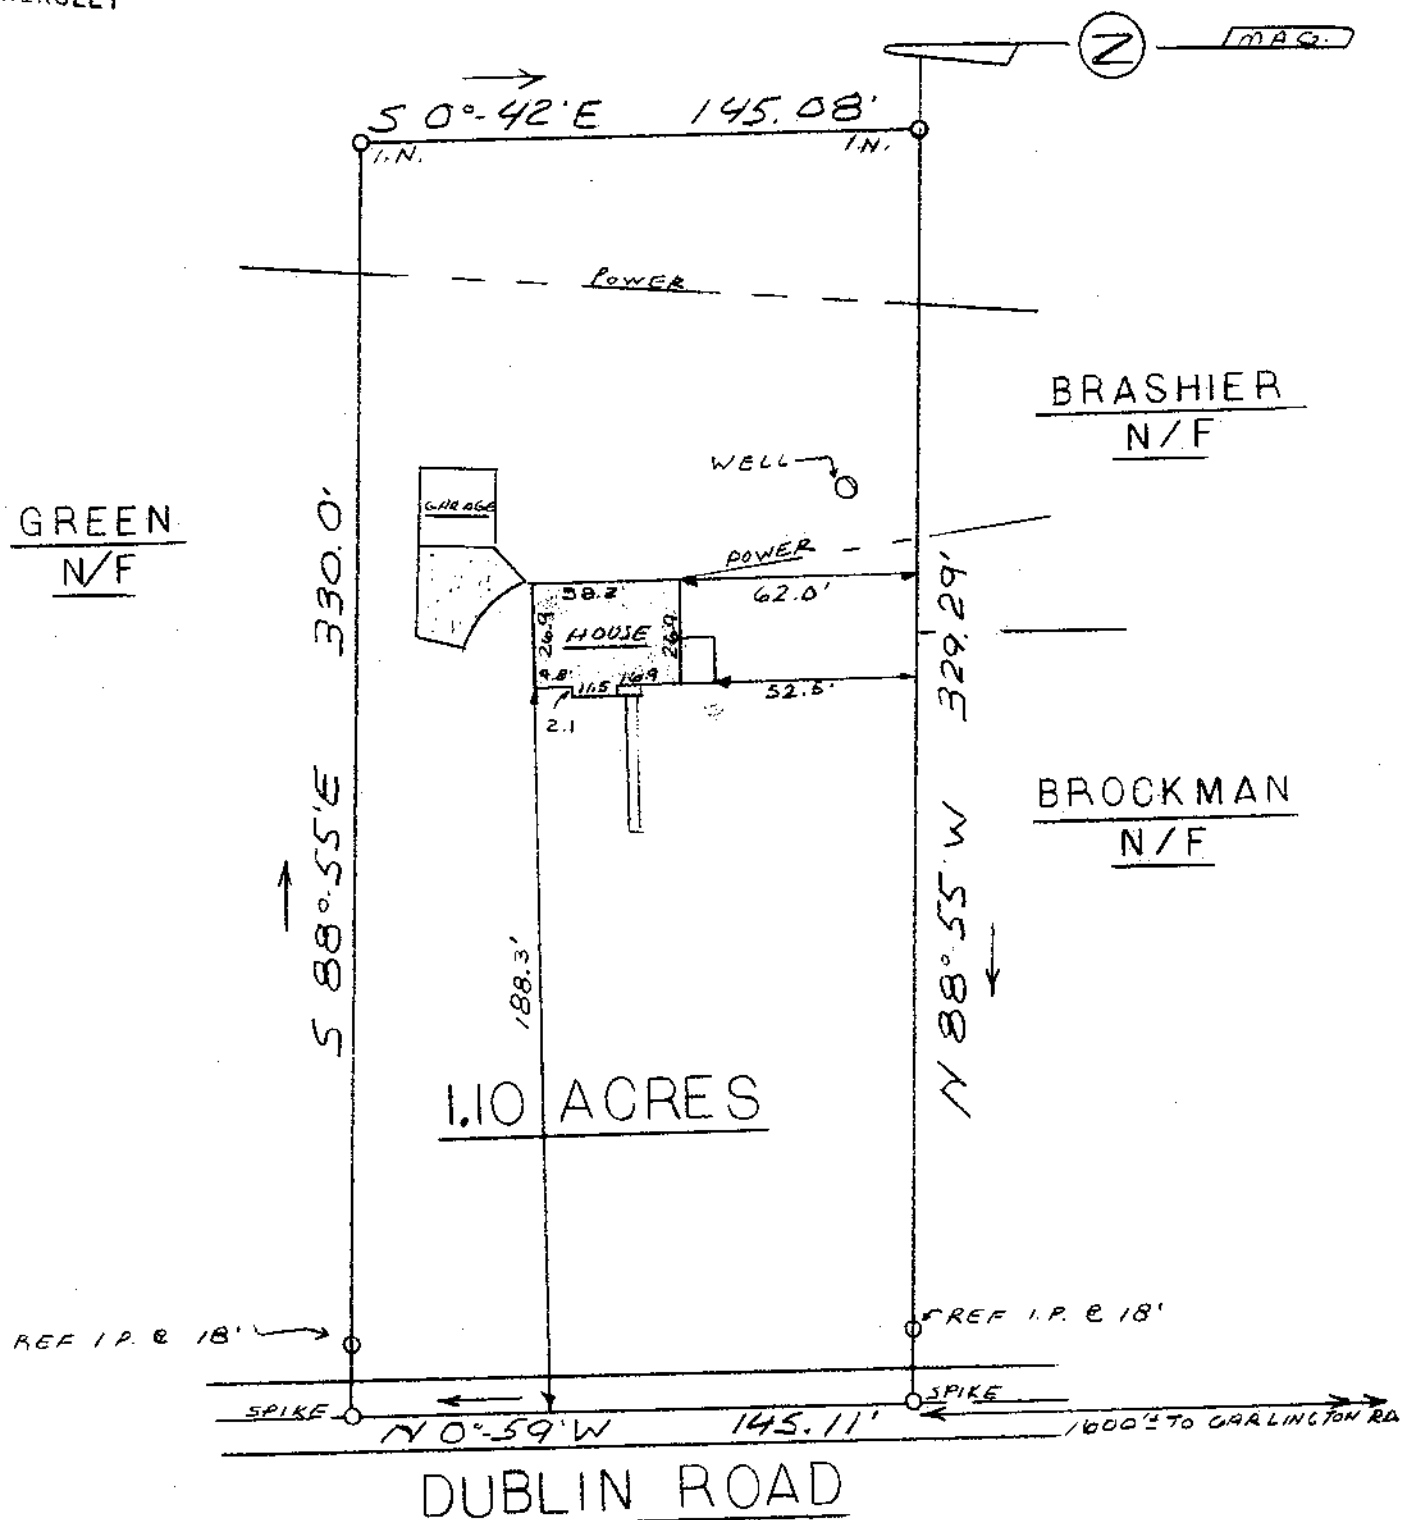 N MAG.
S 0°-42'E 145.08'
I.N. I.N.
POWER
BRASHIER
N/F
WELL
GREEN
N/F
330.0'
GARAGE
POWER
38.2'
62.0'
26.9
HOUSE
26.9
9.8'
11.5
16.9
52.5'
2.1
329.29'
BROCKMAN
N/F
S 88°-55'E
N 88°-55'W
188.3'
1.10 ACRES
REF I.P. @ 18'
REF I.P. @ 18'
SPIKE
SPIKE
N 0°-59'W 145.11'
1600'± TO GARLINGTON RD
DUBLIN ROAD